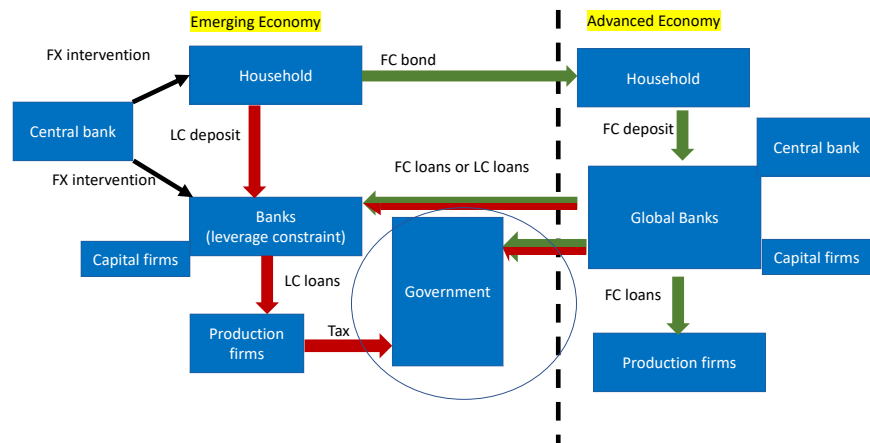 Emerging Economy
Advanced Economy
FX intervention
Household
FC bond
Household
Central bank
LC deposit
FC deposit
Central bank
FX intervention
FC loans or LC loans
Banks
(leverage constraint)
Global Banks
Capital firms
Capital firms
LC loans
Government
FC loans
Production
firms
Tax
Production firms